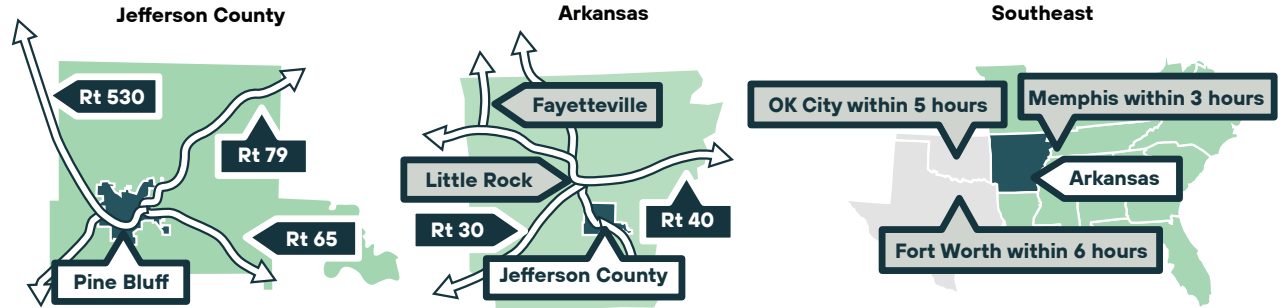 Jefferson County
Rt 530
Rt 79
Rt 65
Pine Bluff
Arkansas
Fayetteville
Little Rock
Rt 30
Rt 40
Jefferson County
Southeast
OK City within 5 hours
Memphis within 3 hours
Arkansas
Fort Worth within 6 hours